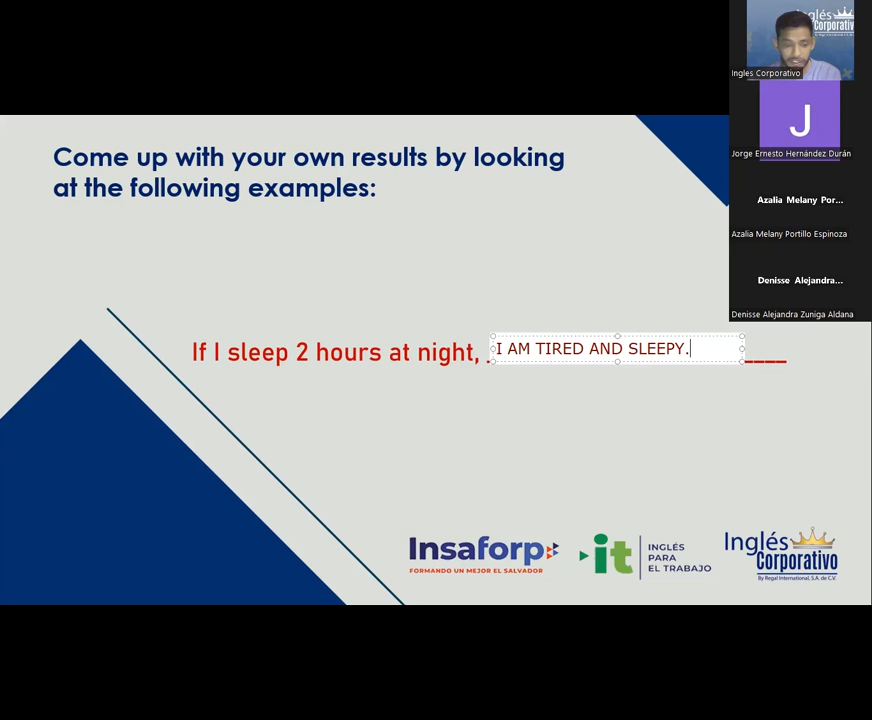 Come up with your own results by looking
at the following examples:
If I sleep 2 hours at night, I AM TIRED AND SLEEPY.
Insaforp
FORMANDO UN MEJOR EL SALVADOR
it
INGLÉS
PARA
EL TRABAJO
Inglés
Corporativo
By Regal International, S.A. de C.V.
Inglés
Corporativo
Ingles Corporativo
J
Jorge Ernesto Hernández Durán
Azalia Melany Por...
Azalia Melany Portillo Espinoza
Denisse Alejandra...
Denisse Alejandra Zuniga Aldana